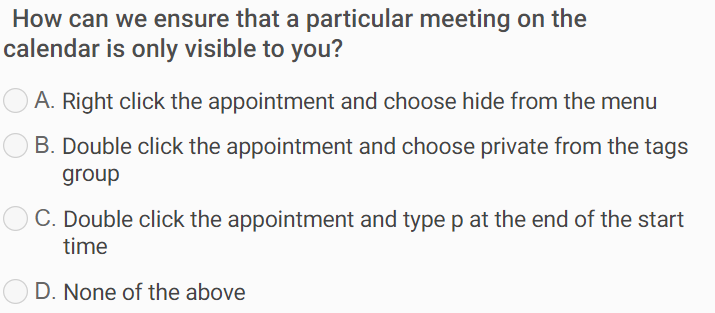 How can we ensure that a particular meeting on the
calendar is only visible to you?
A. Right click the appointment and choose hide from the menu
B. Double click the appointment and choose private from the tags
group
C. Double click the appointment and type p at the end of the start
time
D. None of the above